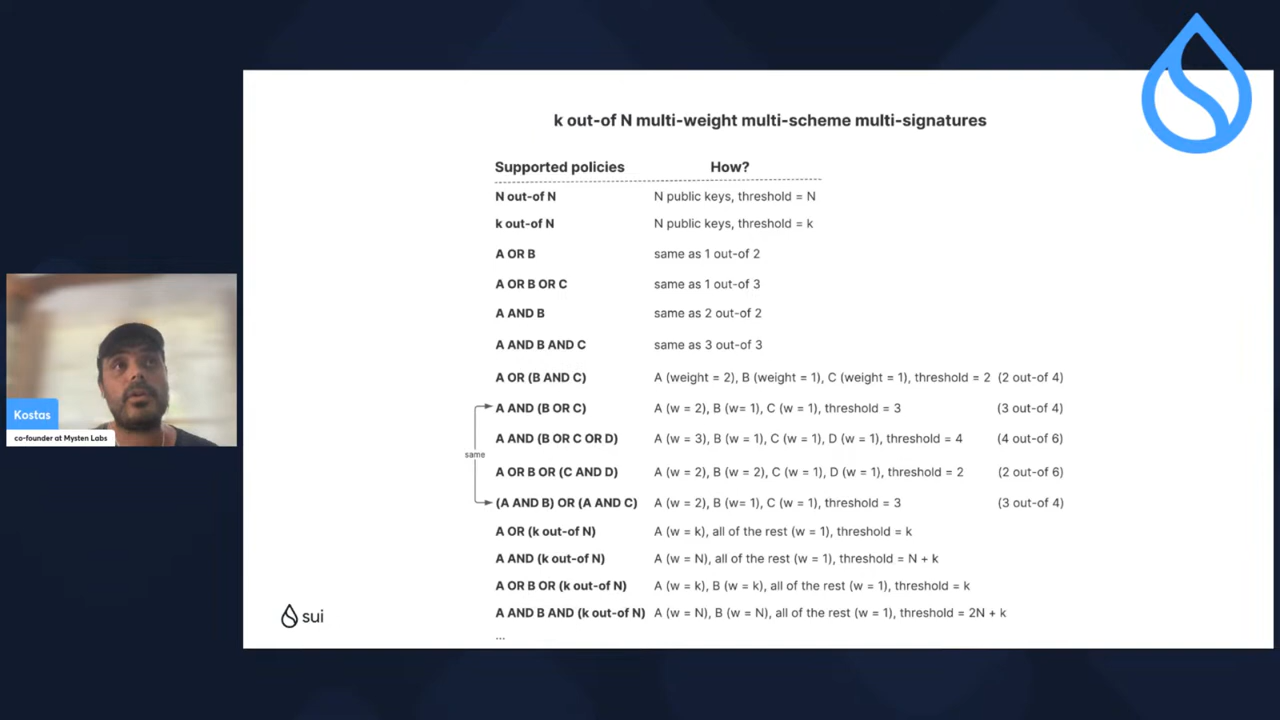 k out-of N multi-weight multi-scheme multi-signatures
Supported policies How?
N out-of N N public keys, threshold = N
k out-of N N public keys, threshold = k
A OR B same as 1 out-of 2
A OR B OR C same as 1 out-of 3
A AND B same as 2 out-of 2
A AND B AND C same as 3 out-of 3
A OR (B AND C) A (weight = 2), B (weight = 1), C (weight = 1), threshold = 2 (2 out-of 4)
A AND (B OR C) A (w = 2), B (w= 1), C (w = 1), threshold = 3 (3 out-of 4)
A AND (B OR C OR D) A (w = 3), B (w = 1), C (w = 1), D (w = 1), threshold = 4 (4 out-of 6)
same
A OR B OR (C AND D) A (w = 2), B (w = 2), C (w = 1), D (w = 1), threshold = 2 (2 out-of 6)
(A AND B) OR (A AND C) A (w = 2), B (w= 1), C (w = 1), threshold = 3 (3 out-of 4)
A OR (k out-of N) A (w = k), all of the rest (w = 1), threshold = k
A AND (k out-of N) A (w = N), all of the rest (w = 1), threshold = N + k
A OR B OR (k out-of N) A (w = k), B (w = k), all of the rest (w = 1), threshold = k
A AND B AND (k out-of N) A (w = N), B (w = N), all of the rest (w = 1), threshold = 2N + k
...
sui
Kostas
co-founder at Mysten Labs